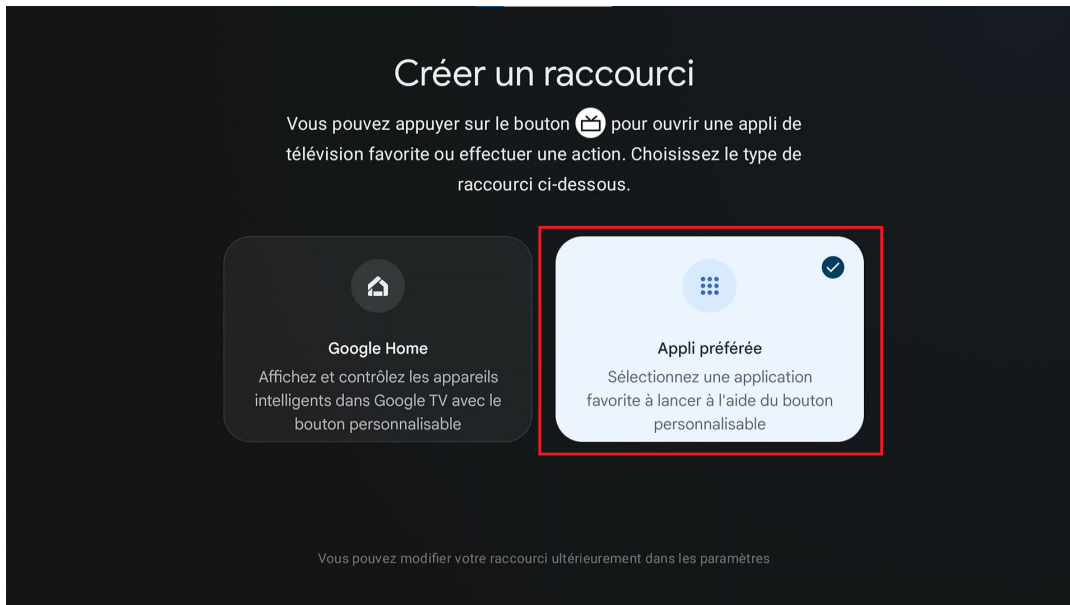 Créer un raccourci
Vous pouvez appuyer sur le bouton pour ouvrir une appli de
télévision favorite ou effectuer une action. Choisissez le type de
raccourci ci-dessous.
Google Home
Affichez et contrôlez les appareils
intelligents dans Google TV avec le
bouton personnalisable
Appli préférée
Sélectionnez une application
favorite à lancer à l'aide du bouton
personnalisable
Vous pouvez modifier votre raccourci ultérieurement dans les paramètres